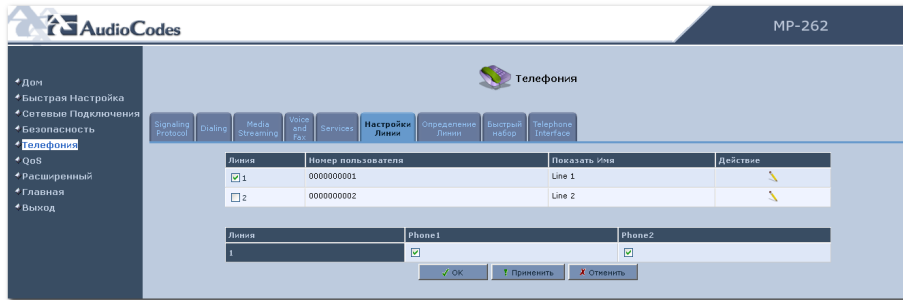 AudioCodes
MP-262
Дом
Быстрая Настройка
Сетевые Подключения
Безопасность
Телефония
QoS
Расширенный
Главная
Выход
Телефония
Signaling Protocol
Dialing
Media Streaming
Voice and Fax
Services
Настройки Линии
Определение Линии
Быстрый набор
Telephone Interface
Линия Номер пользователя Показать Имя Действие
1 0000000001 Line 1
2 0000000002 Line 2
Линия Phone1 Phone2
1
OK Применить Отменить